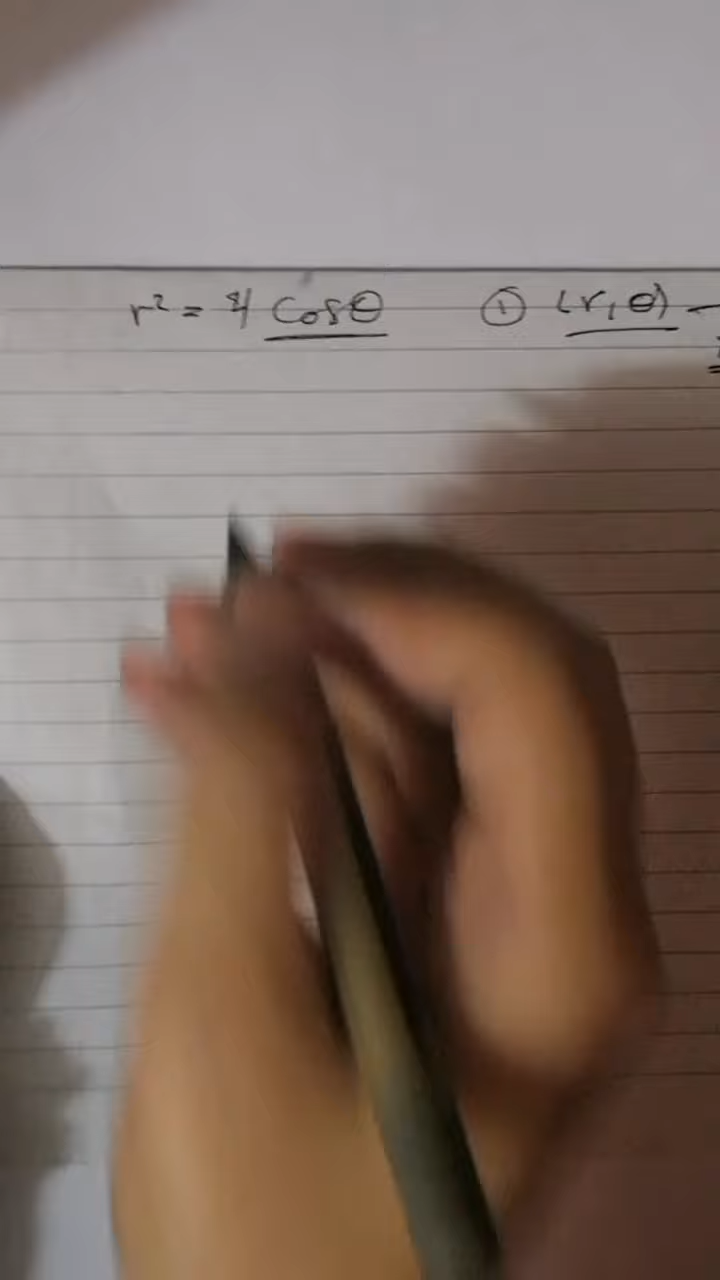 r² = 4 Cosθ ① (r, θ) –